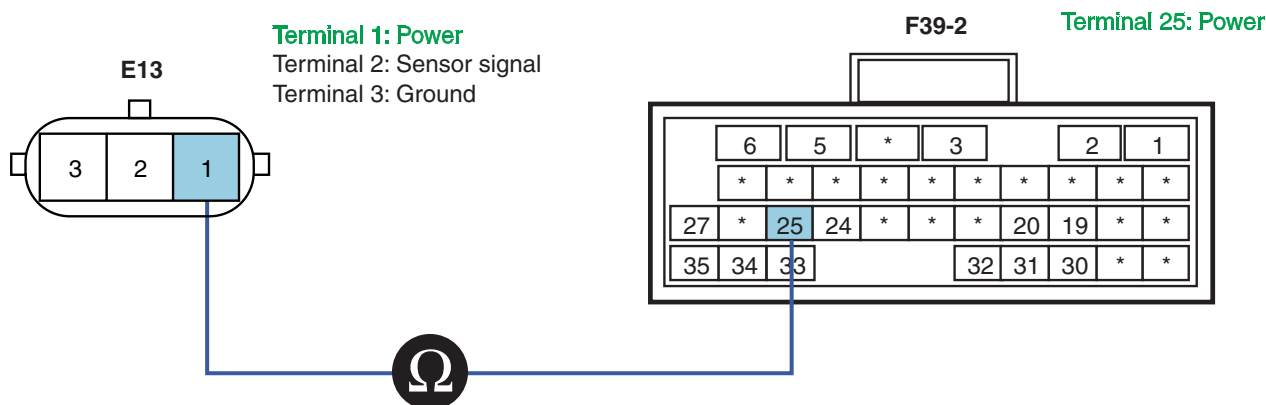 E13
Terminal 1: Power
Terminal 2: Sensor signal
Terminal 3: Ground
3 2 1
Ω
F39-2
Terminal 25: Power
6 5 * 3 2 1
* * * * * * * * * *
27 * 25 24 * * * 20 19 * *
35 34 33 32 31 30 * *